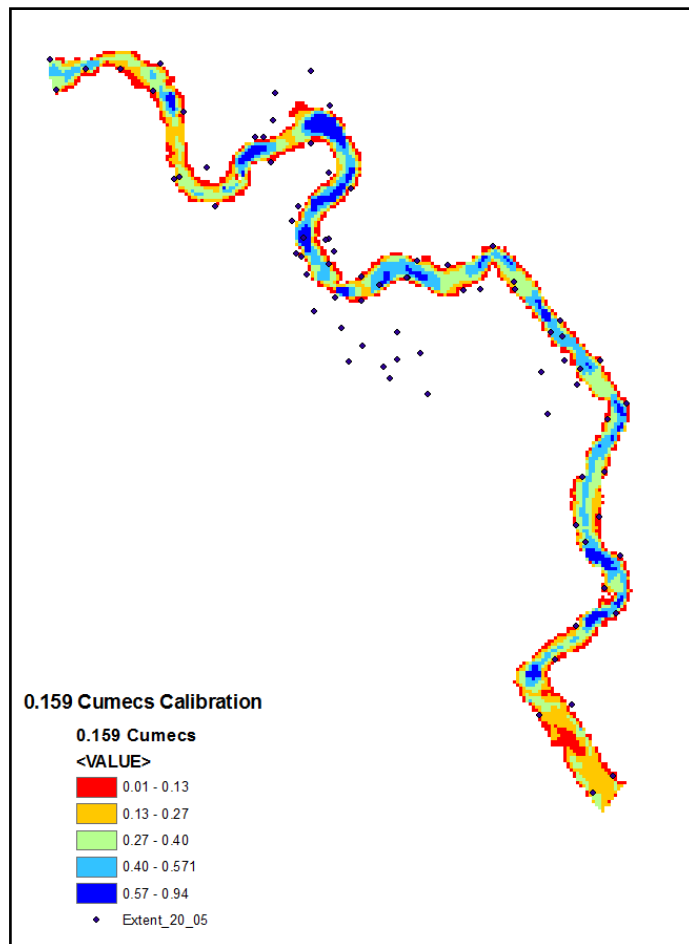 0.159 Cumecs Calibration
0.159 Cumecs
<VALUE>
0.01 - 0.13
0.13 - 0.27
0.27 - 0.40
0.40 - 0.571
0.57 - 0.94
Extent_20_05